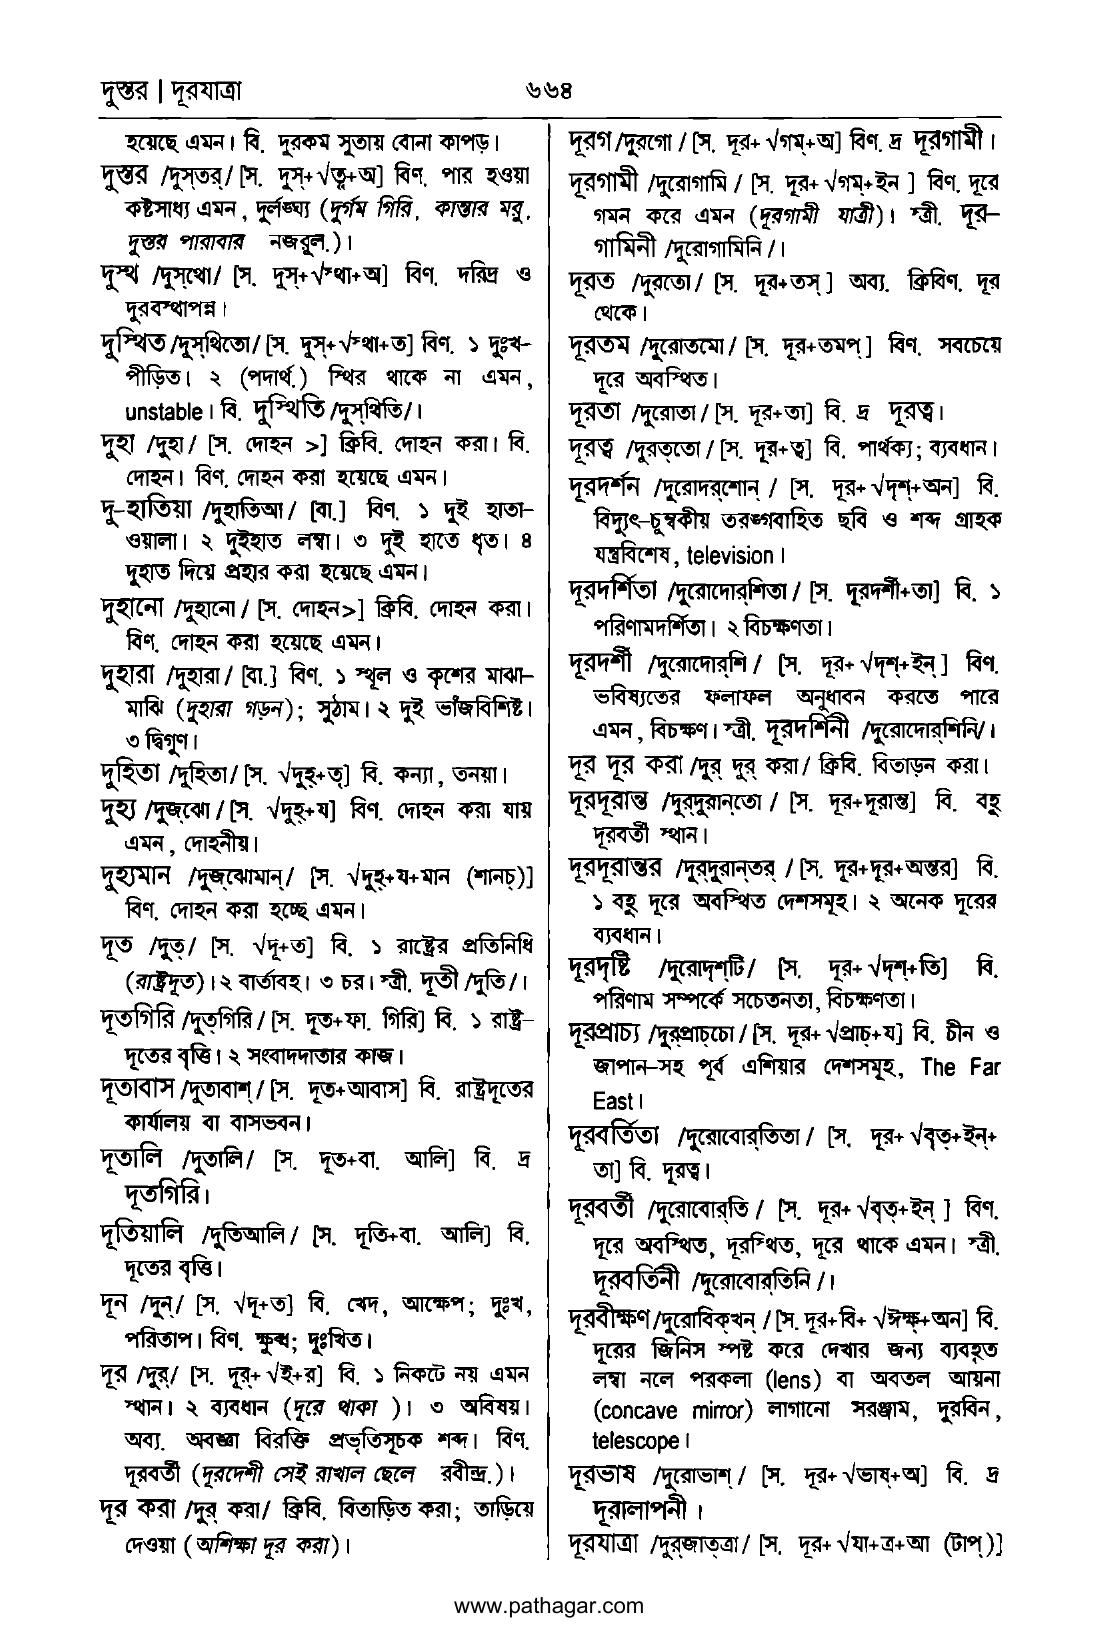 দুস্তর | দূরযাত্রা
৬৬৪
হয়েছে এমন। বি. দুরকম সুতায় বোনা কাপড়।
দুস্তর /দুস্‌তর্/ [স. দুস্+√তৃ+অ] বিণ. পার হওয়া
কষ্টসাধ্য এমন, দুর্লঙ্ঘ্য (দুর্গম গিরি, কান্তার মরু,
দুস্তর পারাবার নজরুল.)।
দুস্থ /দুস্‌থো/ [স. দুস্+√স্থা+অ] বিণ. দরিদ্র ও
দুরবস্থাপন্ন।
দুস্থিত /দুস্‌থিতো/ [স. দুস্+√স্থা+ত] বিণ. ১ দুঃখ-
পীড়িত। ২ (পদার্থ.) স্থির থাকে না এমন,
unstable। বি. দুস্থিতি /দুস্‌থিতি/।
দুহা /দুহা/ [স. দোহন >] ক্রিবি. দোহন করা। বি.
দোহন। বিণ. দোহন করা হয়েছে এমন।
দু-হাতিয়া /দুহাতিআ/ [বা.] বিণ. ১ দুই হাতা-
ওয়ালা। ২ দুইহাত লম্বা। ৩ দুই হাতে ধৃত। ৪
দুহাত দিয়ে প্রহার করা হয়েছে এমন।
দুহানো /দুহানো/ [স. দোহন>] ক্রিবি. দোহন করা।
বিণ. দোহন করা হয়েছে এমন।
দুহারা /দুহারা/ [বা.] বিণ. ১ স্থূল ও কৃশের মাঝা-
মাঝি (দুহারা গড়ন); সুঠাম। ২ দুই ভাঁজবিশিষ্ট।
৩ দ্বিগুণ।
দুহিতা /দুহিতা/ [স. √দুহ্+তৃ] বি. কন্যা, তনয়া।
দুহ্য /দুজ্‌ঝো/ [স. √দুহ্+য] বিণ. দোহন করা যায়
এমন, দোহনীয়।
দুহ্যমান /দুজ্‌ঝোমান্/ [স. √দুহ্+য+মান (শানচ্)]
বিণ. দোহন করা হচ্ছে এমন।
দূত /দুত্/ [স. √দূ+ত] বি. ১ রাষ্ট্রের প্রতিনিধি
(রাষ্ট্রদূত)। ২ বার্তাবহ। ৩ চর। স্ত্রী. দূতী /দুতি/।
দূতগিরি /দুত্‌গিরি/ [স. দূত+ফা. গিরি] বি. ১ রাষ্ট্র-
দূতের বৃত্তি। ২ সংবাদদাতার কাজ।
দূতাবাস /দুতাবাশ্/ [স. দূত+আবাস] বি. রাষ্ট্রদূতের
কার্যালয় বা বাসভবন।
দূতালি /দুতালি/ [স. দূত+বা. আলি] বি. দ্র
দূতগিরি।
দূতিয়ালি /দুতিআলি/ [স. দূতি+বা. আলি] বি.
দূতের বৃত্তি।
দূন /দুন্/ [স. √দূ+ত] বি. খেদ, আক্ষেপ; দুঃখ,
পরিতাপ। বিণ. ক্ষুব্ধ; দুঃখিত।
দূর /দুর্/ [স. দূর্+√ই+র] বি. ১ নিকটে নয় এমন
স্থান। ২ ব্যবধান (দূরে থাকা )। ৩ অবিষয়।
অব্য. অবজ্ঞা বিরক্তি প্রভৃতিসূচক শব্দ। বিণ.
দূরবর্তী (দূরদেশী সেই রাখাল ছেলে রবীন্দ্র.)।
দূর করা /দুর্ করা/ ক্রিবি. বিতাড়িত করা; তাড়িয়ে
দেওয়া (অশিক্ষা দূর করা)।
দূরগ /দুরগো/ [স. দূর+√গম্+অ] বিণ. দ্র দূরগামী।
দূরগামী /দুরোগামি/ [স. দূর+√গম্+ইন ] বিণ. দূরে
গমন করে এমন (দূরগামী যাত্রী)। স্ত্রী. দূর-
গামিনী /দুরোগামিনি/।
দূরত /দুরতো/ [স. দূর+তস্] অব্য. ক্রিবিণ. দূর
থেকে।
দূরতম /দুরোতমো/ [স. দূর+তমপ্] বিণ. সবচেয়ে
দূরে অবস্থিত।
দূরতা /দুরোতা/ [স. দূর+তা] বি. দ্র দূরত্ব।
দূরত্ব /দুরত্‌তো/ [স. দূর+ত্ব] বি. পার্থক্য; ব্যবধান।
দূরদর্শন /দুরোদর্‌শোন্/ [স. দূর+√দৃশ্+অন] বি.
বিদ্যুৎ-চুম্বকীয় তরঙ্গবাহিত ছবি ও শব্দ গ্রাহক
যন্ত্রবিশেষ, television।
দূরদর্শিতা /দুরোদোর্‌শিতা/ [স. দূরদর্শী+তা] বি. ১
পরিণামদর্শিতা। ২ বিচক্ষণতা।
দূরদর্শী /দুরোদোর্‌শি/ [স. দূর+√দৃশ্+ইন্] বিণ.
ভবিষ্যতের ফলাফল অনুধাবন করতে পারে
এমন, বিচক্ষণ। স্ত্রী. দূরদর্শিনী /দুরোদোর্‌শিনি/।
দূর দূর করা /দুর্ দুর্ করা/ ক্রিবি. বিতাড়ন করা।
দূরদূরান্ত /দুর্‌দুরান্‌তো/ [স. দূর+দূরান্ত] বি. বহু
দূরবর্তী স্থান।
দূরদূরান্তর /দুর্‌দুরান্‌তর্/ [স. দূর+দূর+অন্তর] বি.
১ বহু দূরে অবস্থিত দেশসমূহ। ২ অনেক দূরের
ব্যবধান।
দূরদৃষ্টি /দুরোদৃশ্‌টি/ [স. দূর+√দৃশ্+তি] বি.
পরিণাম সম্পর্কে সচেতনতা, বিচক্ষণতা।
দূরপ্রাচ্য /দুর্‌প্রাচ্‌চো/ [স. দূর+√প্রাচ্+য] বি. চীন ও
জাপান-সহ পূর্ব এশিয়ার দেশসমূহ, The Far
East।
দূরবর্তিতা /দুরোবোর্‌তিতা/ [স. দূর+√বৃত্+ইন্+
তা] বি. দূরত্ব।
দূরবর্তী /দুরোবোর্‌তি/ [স. দূর+√বৃত্+ইন্ ] বিণ.
দূরে অবস্থিত, দূরস্থিত, দূরে থাকে এমন। স্ত্রী.
দূরবর্তিনী /দুরোবোর্‌তিনি/।
দূরবীক্ষণ /দুরোবিক্‌খন্/ [স. দূর+বি+√ঈক্ষ্+অন] বি.
দূরের জিনিস স্পষ্ট করে দেখার জন্য ব্যবহৃত
লম্বা নলে পরকলা (lens) বা অবতল আয়না
(concave mirror) লাগানো সরঞ্জাম, দুরবিন,
telescope।
দূরভাষ /দুরোভাশ্/ [স. দূর+√ভাষ্+অ] বি. দ্র
দূরালাপনী ।
দূরযাত্রা /দুর্‌জাত্‌ত্রা/ [স. দূর+√যা+ত্র+আ (টাপ্)]
www.pathagar.com